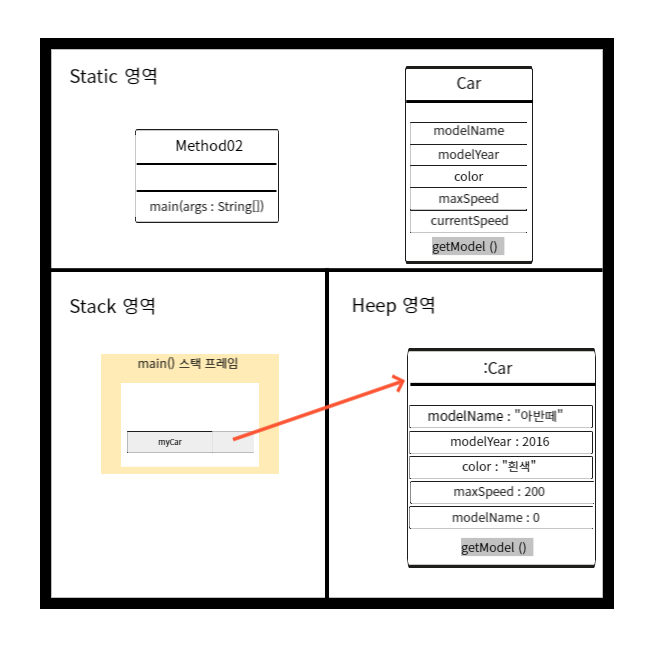 Static 영역
Method02
main(args : String[])
Car
modelName
modelYear
color
maxSpeed
currentSpeed
getModel ()
Stack 영역
main() 스택 프레임
myCar
Heep 영역
:Car
modelName : "아반떼"
modelYear : 2016
color : "흰색"
maxSpeed : 200
modelName : 0
getModel ()